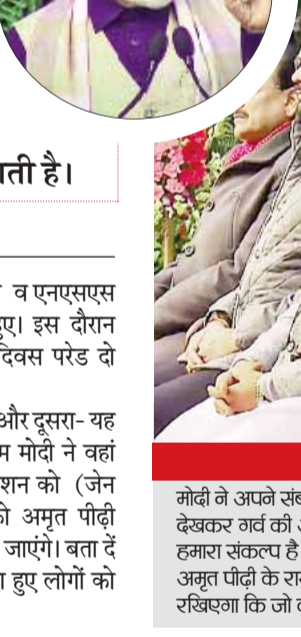 ती है।
व एनएसएस
हुए। इस दौरान
दिवस परेड दो
और दूसरा- यह
मोदी ने वहां
शन को (जेन
अमृत पीढ़ी
जाएंगे। बता दें
हुए लोगों को
मोदी ने अपने
देखकर गर्व की
हमारा संकल्प है
अमृत पीढ़ी के
रखिएगा कि जो